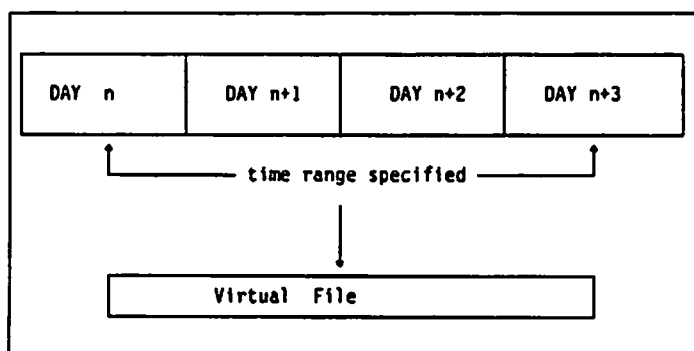 DAY n DAY n+1 DAY n+2 DAY n+3
time range specified
Virtual File